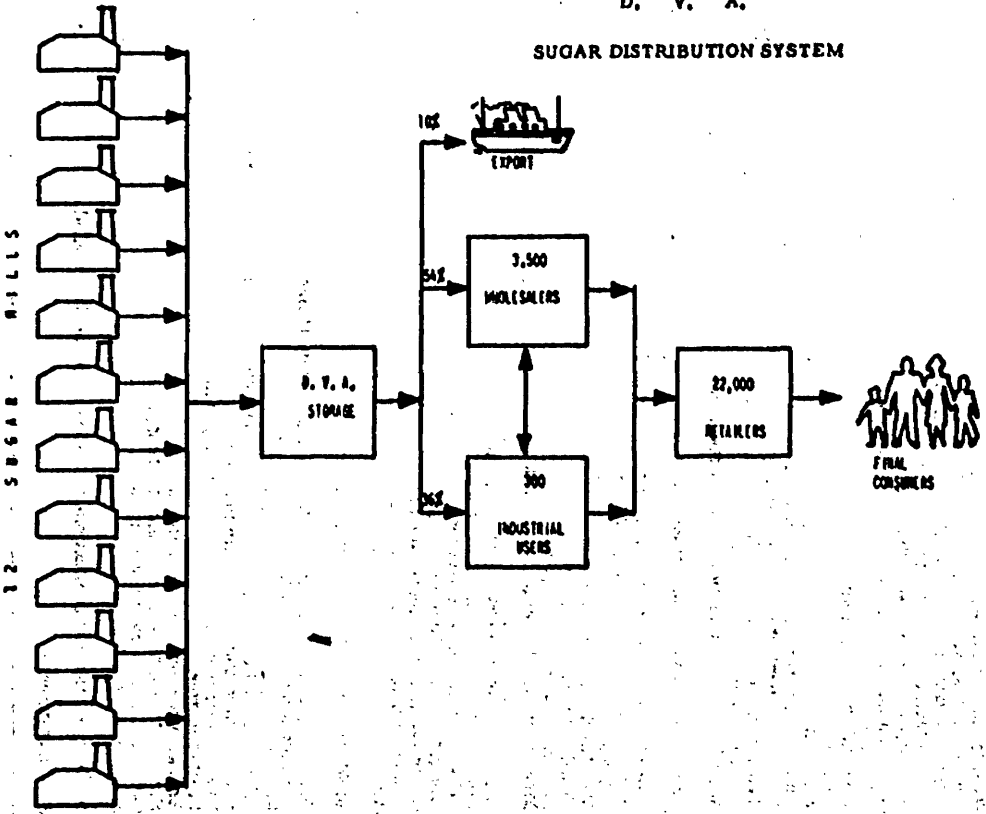 D. V. A.
SUGAR DISTRIBUTION SYSTEM
12 SUGAR MILLS
10%
EXPORT
54%
3,500
WHOLESALERS
D. V. A.
STORAGE
36%
300
INDUSTRIAL
USERS
22,000
RETAILERS
FINAL
CONSUMERS